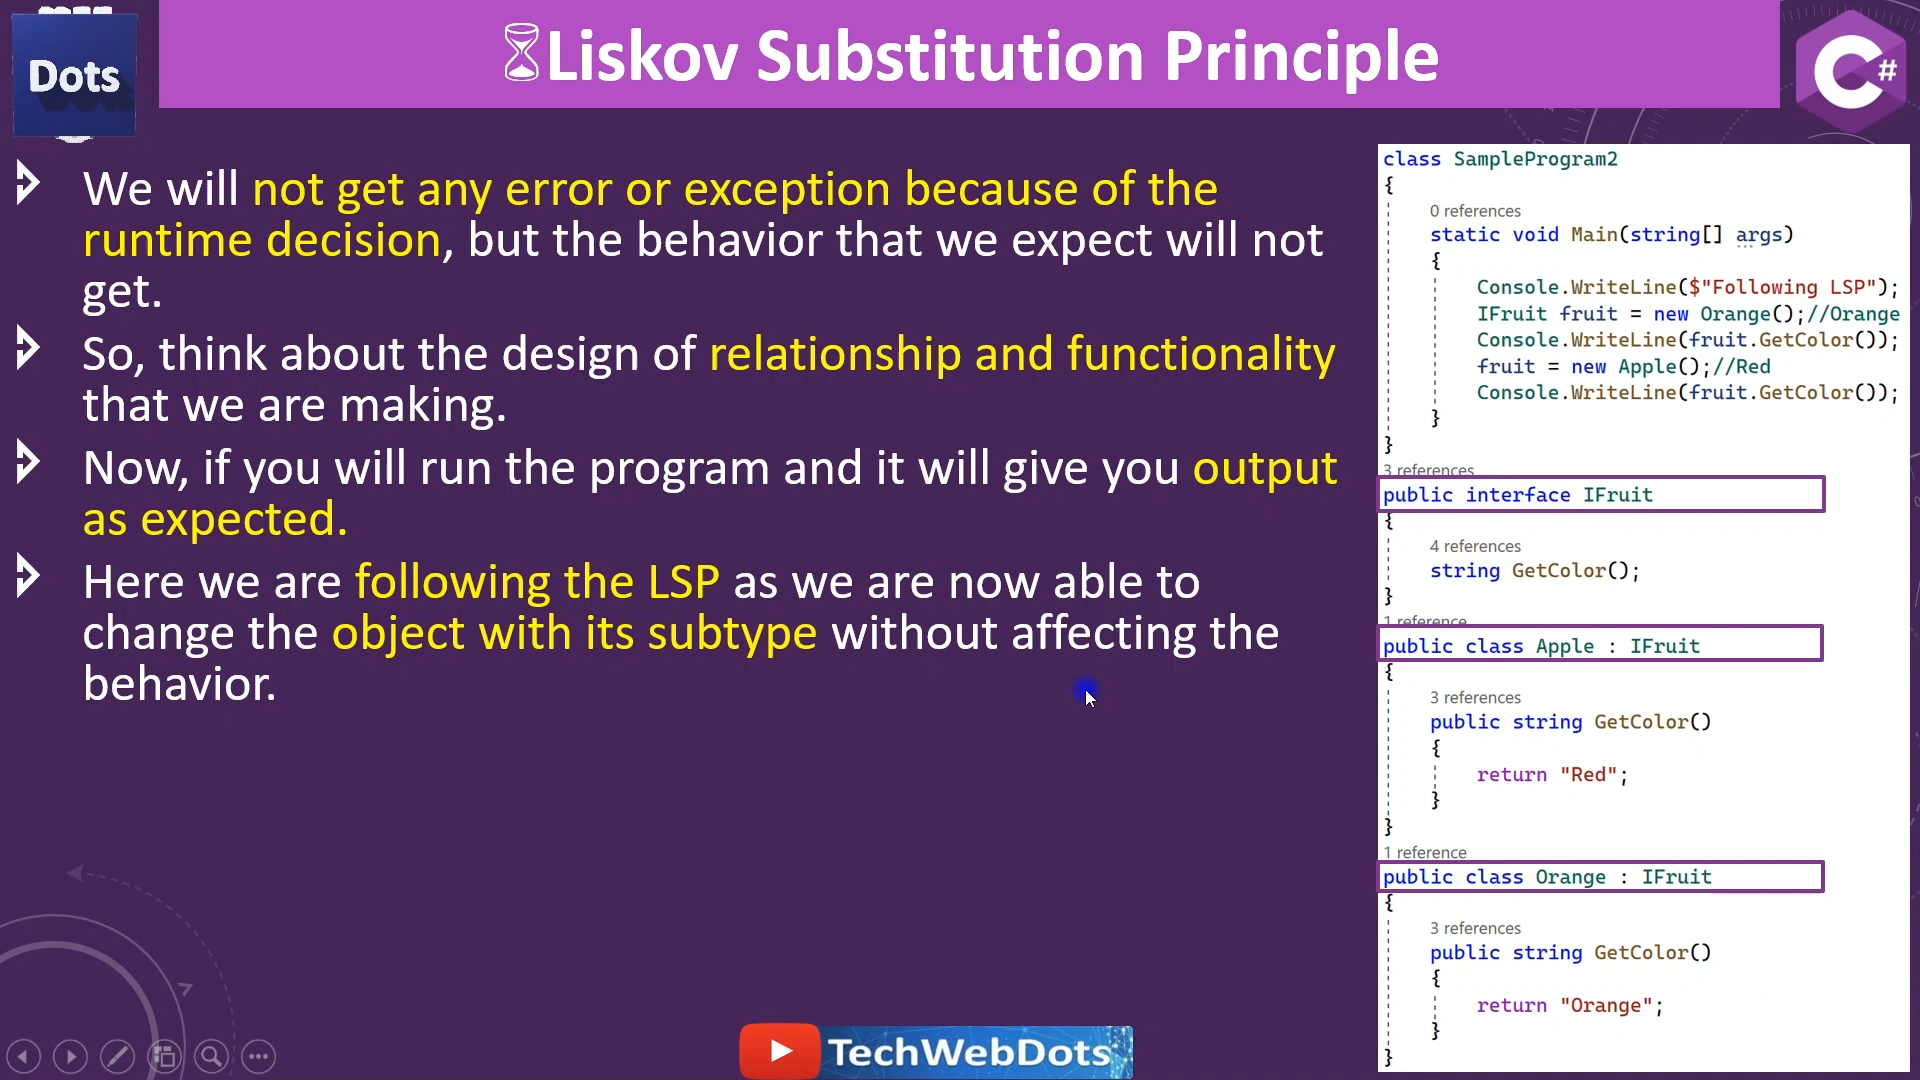 Dots
⌛Liskov Substitution Principle
C#
We will not get any error or exception because of the
runtime decision, but the behavior that we expect will not
get.
So, think about the design of relationship and functionality
that we are making.
Now, if you will run the program and it will give you output
as expected.
Here we are following the LSP as we are now able to
change the object with its subtype without affecting the
behavior.
class SampleProgram2
{
0 references
static void Main(string[] args)
{
Console.WriteLine($"Following LSP");
IFruit fruit = new Orange();//Orange
Console.WriteLine(fruit.GetColor());
fruit = new Apple();//Red
Console.WriteLine(fruit.GetColor());
}
}
3 references
public interface IFruit
{
4 references
string GetColor();
}
1 reference
public class Apple : IFruit
{
3 references
public string GetColor()
{
return "Red";
}
}
1 reference
public class Orange : IFruit
{
3 references
public string GetColor()
{
return "Orange";
}
}
TechWebDots